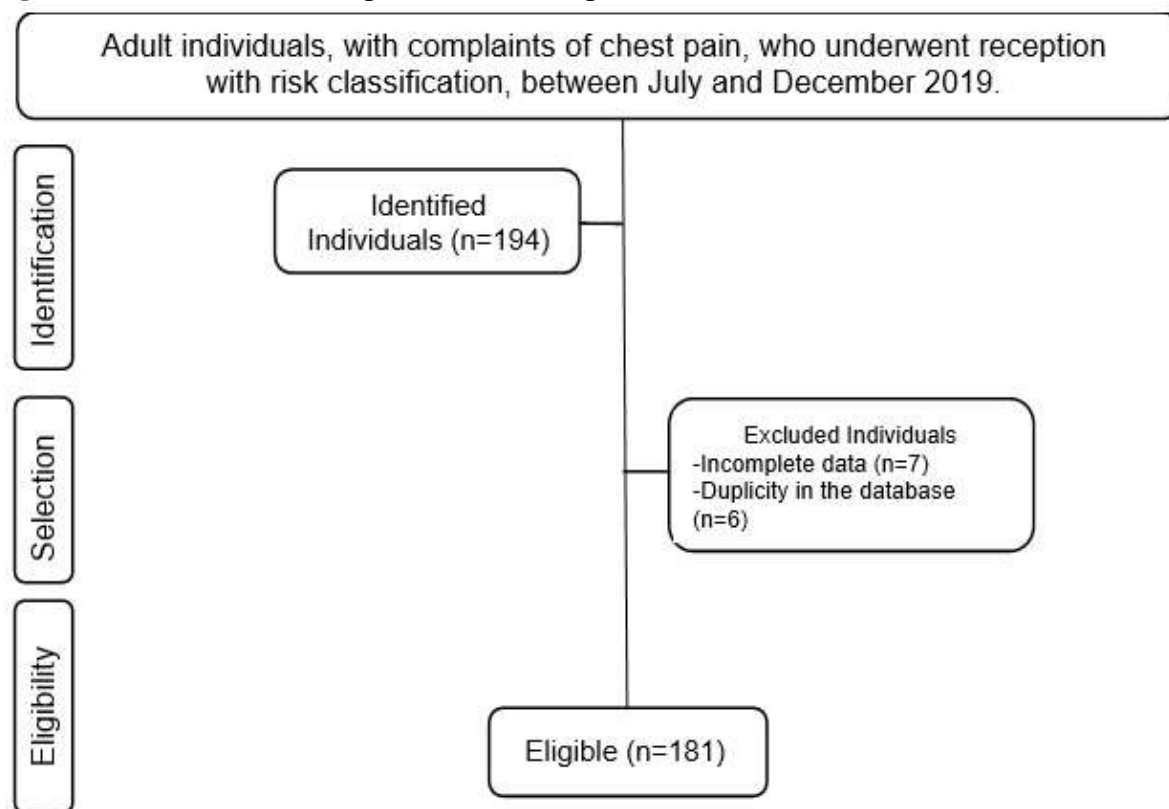 Adult individuals, with complaints of chest pain, who underwent reception
with risk classification, between July and December 2019.
Identification
Identified
Individuals (n=194)
Selection
Excluded Individuals
-Incomplete data (n=7)
-Duplicity in the database
(n=6)
Eligibility
Eligible (n=181)